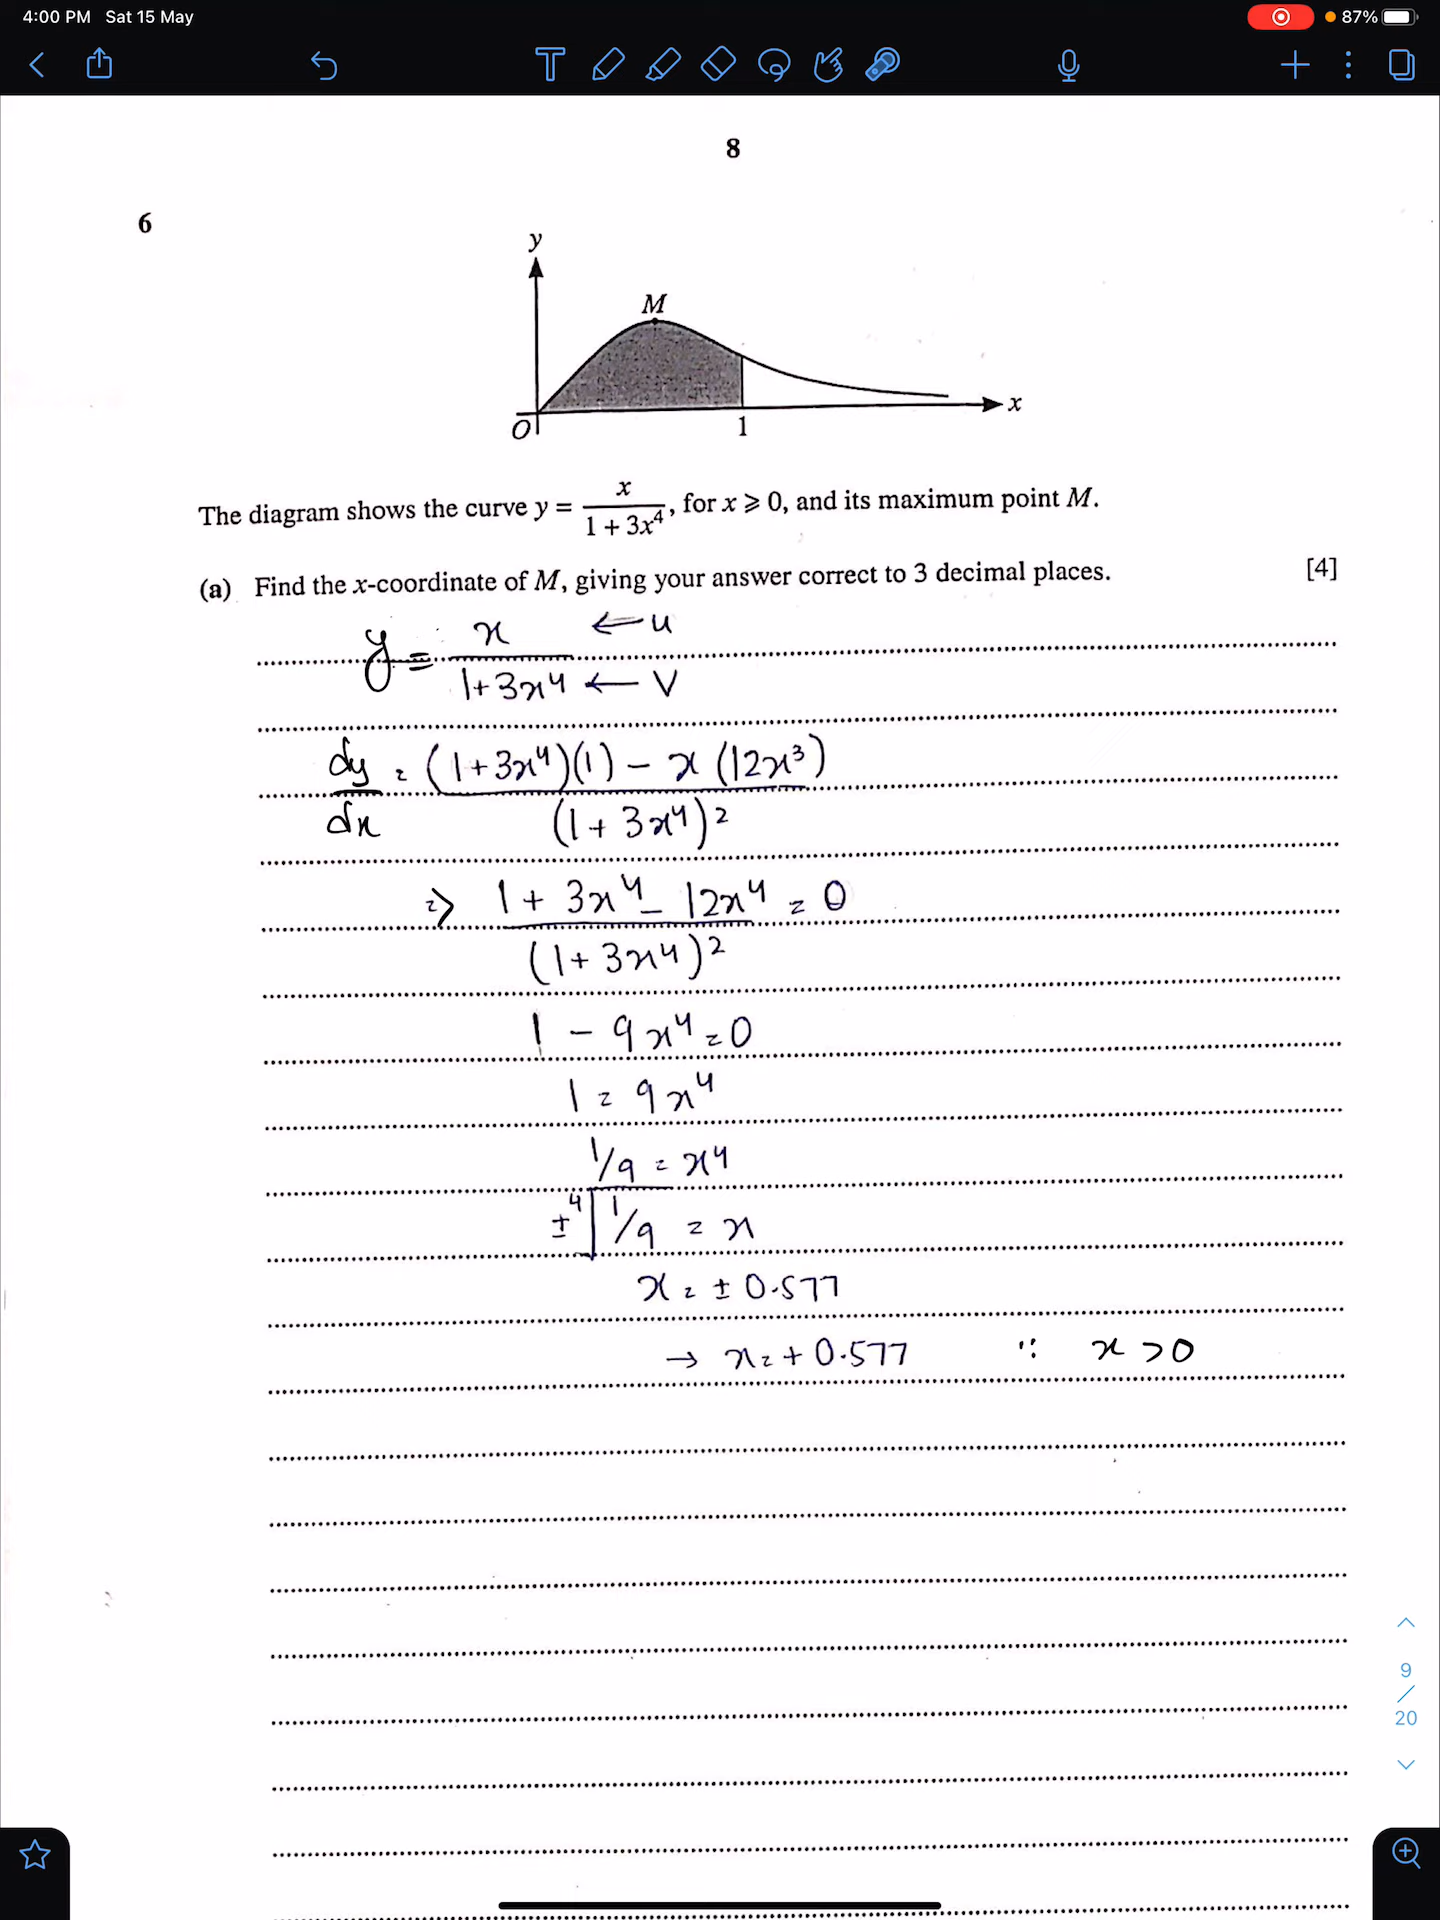 4:00 PM Sat 15 May
87%
8
6
y
M
O
1
x
The diagram shows the curve y = x/(1 + 3x⁴), for x ⩾ 0, and its maximum point M.
(a) Find the x-coordinate of M, giving your answer correct to 3 decimal places. [4]
y = x/(1+3x⁴) ← u ← v
dy/dx = ((1+3x⁴)(1) − x(12x³))/(1+3x⁴)²
=> (1+3x⁴−12x⁴)/(1+3x⁴)² = 0
1 − 9x⁴ = 0
1 = 9x⁴
1/9 = x⁴
± ⁴√(1/9) = x
x = ± 0.577
→ x = + 0.577 ∵ x > 0
9
/
20